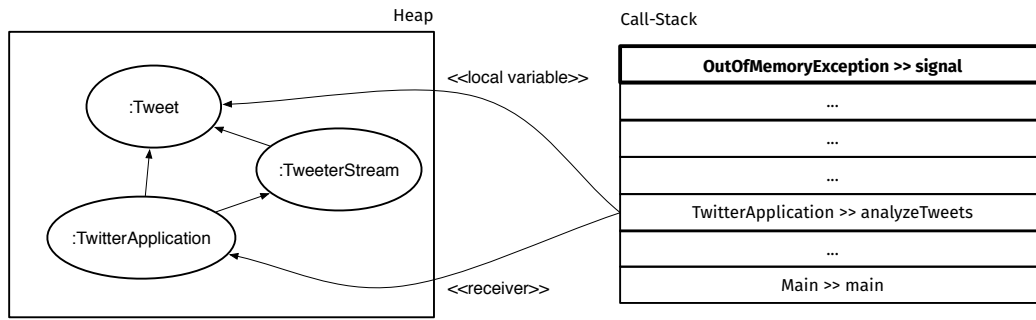 Heap
:Tweet
:TweeterStream
:TwitterApplication
<<local variable>>
<<receiver>>
Call-Stack
OutOfMemoryException >> signal
...
...
...
TwitterApplication >> analyzeTweets
...
Main >> main